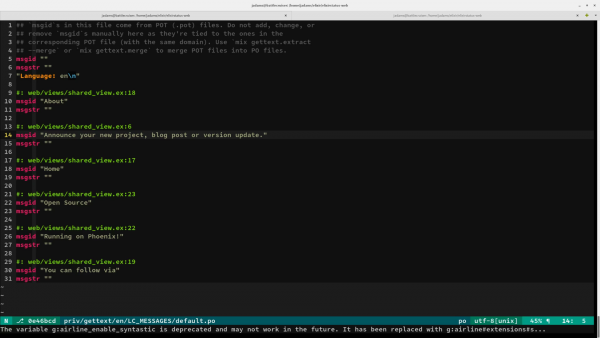 1 ## `msgid`s in this file come from POT (.pot) files. Do not add, change, or
2 ## remove `msgid`s manually here as they're tied to the ones in the
3 ## corresponding POT file (with the same domain). Use `mix gettext.extract
4 ## --merge` or `mix gettext.merge` to merge POT files into PO files.
5 msgid ""
6 msgstr ""
7 "Language: en\n"
8
9 #: web/views/shared_view.ex:18
10 msgid "About"
11 msgstr ""
12
13 #: web/views/shared_view.ex:6
14 msgid "Announce your new project, blog post or version update."
15 msgstr ""
16
17 #: web/views/shared_view.ex:17
18 msgid "Home"
19 msgstr ""
20
21 #: web/views/shared_view.ex:23
22 msgid "Open Source"
23 msgstr ""
24
25 #: web/views/shared_view.ex:22
26 msgid "Running on Phoenix!"
27 msgstr ""
28
29 #: web/views/shared_view.ex:19
30 msgid "You can follow via"
31 msgstr ""
~
~
~
N 0e46bcd priv/gettext/en/LC_MESSAGES/default.po po utf-8[unix] 45% ¶ 14: 5
The variable g:airline_enable_syntastic is deprecated and may not work in the future. It has been replaced with g:airline#extensions#s...